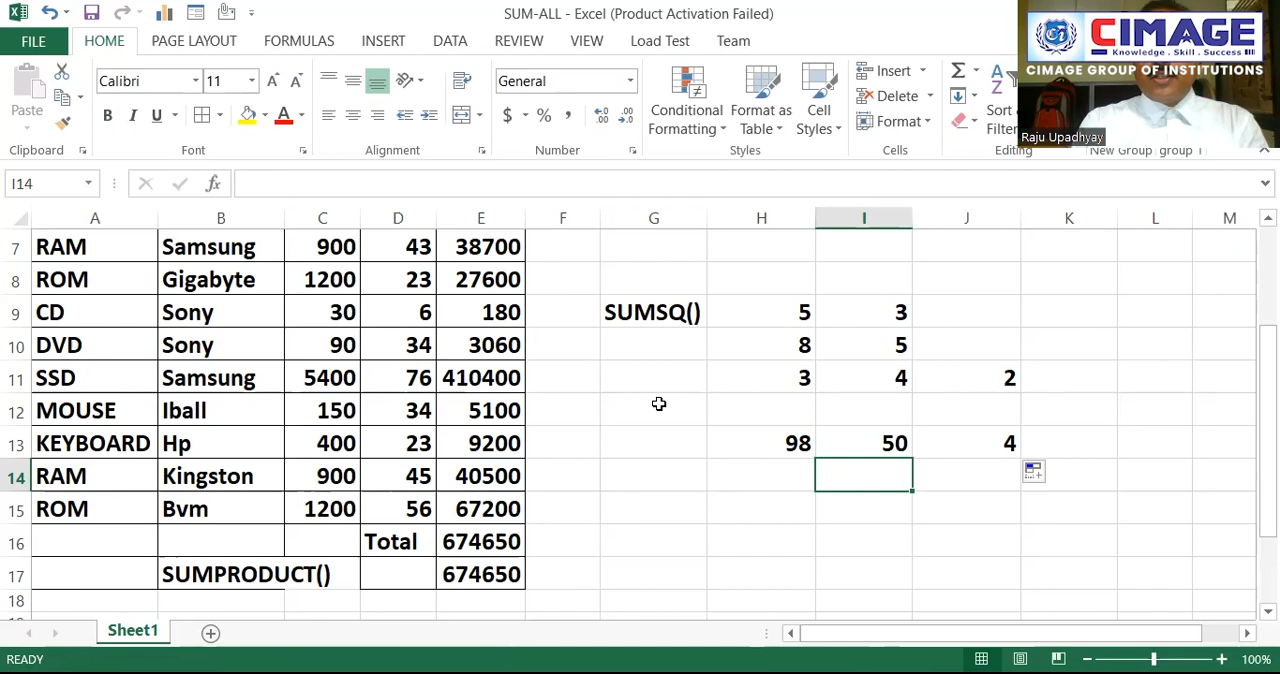 SUM-ALL - Excel (Product Activation Failed)
FILE HOME PAGE LAYOUT FORMULAS INSERT DATA REVIEW VIEW Load Test Team
CIMAGE
Knowledge . Skill . Success
CIMAGE GROUP OF INSTITUTIONS
Raju Upadhyay
Paste
Calibri 11
General
Conditional Formatting
Format as Table
Cell Styles
Insert
Delete
Format
Sort
Filter
Clipboard Font Alignment Number Styles Cells Editing New Group group 1
I14
A B C D E F G H I J K L M
7 RAM Samsung 900 43 38700
8 ROM Gigabyte 1200 23 27600
9 CD Sony 30 6 180 SUMSQ() 5 3
10 DVD Sony 90 34 3060 8 5
11 SSD Samsung 5400 76 410400 3 4 2
12 MOUSE Iball 150 34 5100
13 KEYBOARD Hp 400 23 9200 98 50 4
14 RAM Kingston 900 45 40500
15 ROM Bvm 1200 56 67200
16 Total 674650
17 SUMPRODUCT() 674650
18
Sheet1
READY 100%